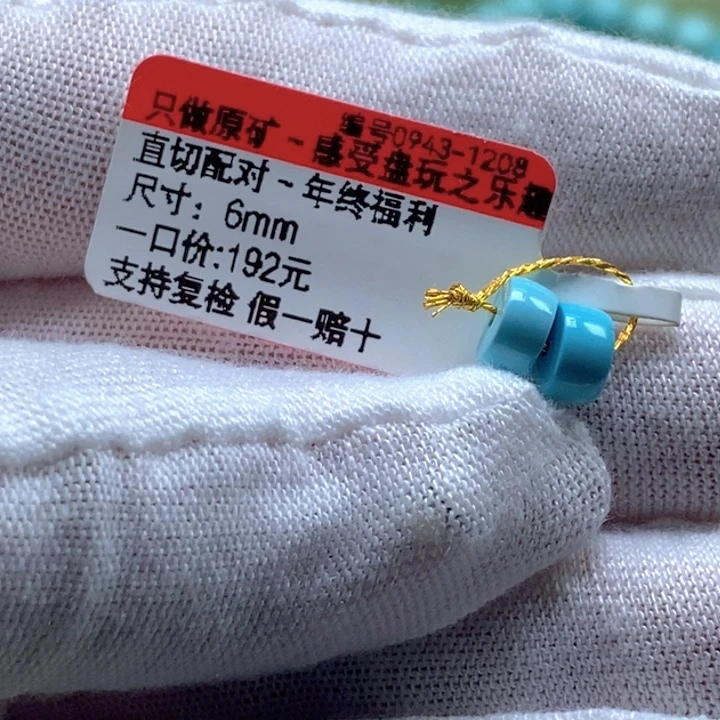 编号0943-1208
只做原矿~感受盘玩之乐趣
直切配对~年终福利
尺寸：6mm
一口价:192元
支持复检 假一赔十